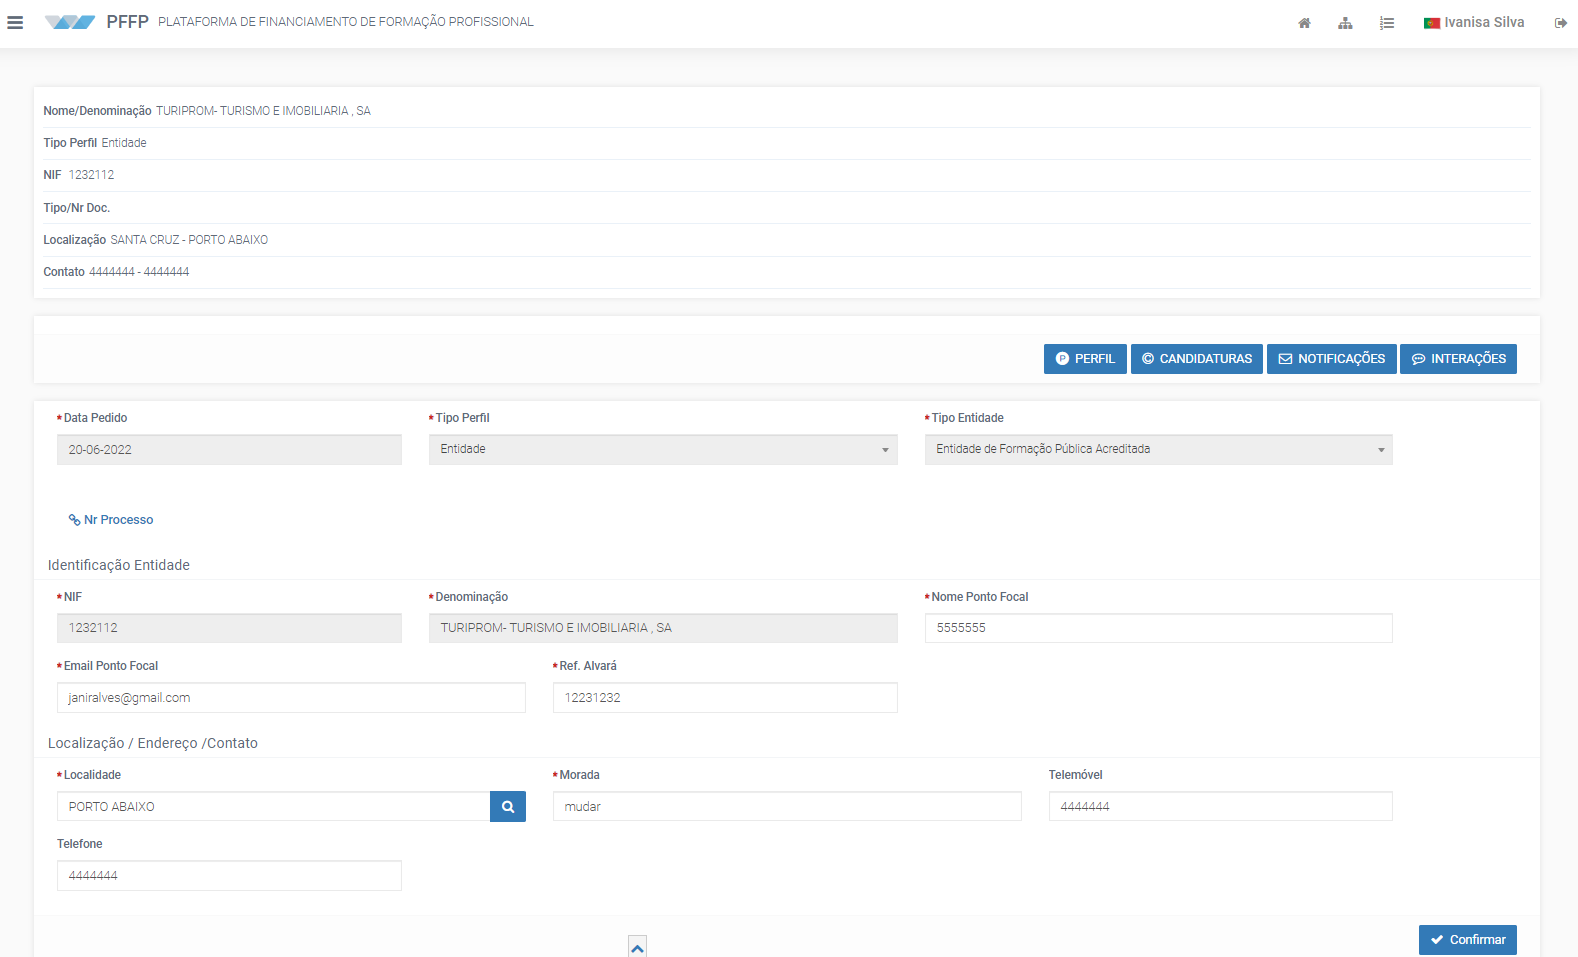 PFFP PLATAFORMA DE FINANCIAMENTO DE FORMAÇÃO PROFISSIONAL
Ivanisa Silva
Nome/Denominação TURIPROM- TURISMO E IMOBILIARIA , SA
Tipo Perfil Entidade
NIF 1232112
Tipo/Nr Doc.
Localização SANTA CRUZ - PORTO ABAIXO
Contato 4444444 - 4444444
PERFIL CANDIDATURAS NOTIFICAÇÕES INTERAÇÕES
* Data Pedido * Tipo Perfil * Tipo Entidade
20-06-2022 Entidade Entidade de Formação Pública Acreditada
Nr Processo
Identificação Entidade
* NIF * Denominação * Nome Ponto Focal
1232112 TURIPROM- TURISMO E IMOBILIARIA , SA 5555555
* Email Ponto Focal * Ref. Alvará
janiralves@gmail.com 12231232
Localização / Endereço /Contato
* Localidade * Morada Telemóvel
PORTO ABAIXO mudar 4444444
Telefone
4444444
Confirmar